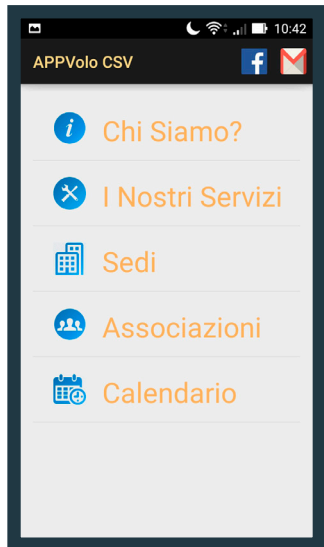 10:42
APPVolo CSV
f
Chi Siamo?
I Nostri Servizi
Sedi
Associazioni
Calendario